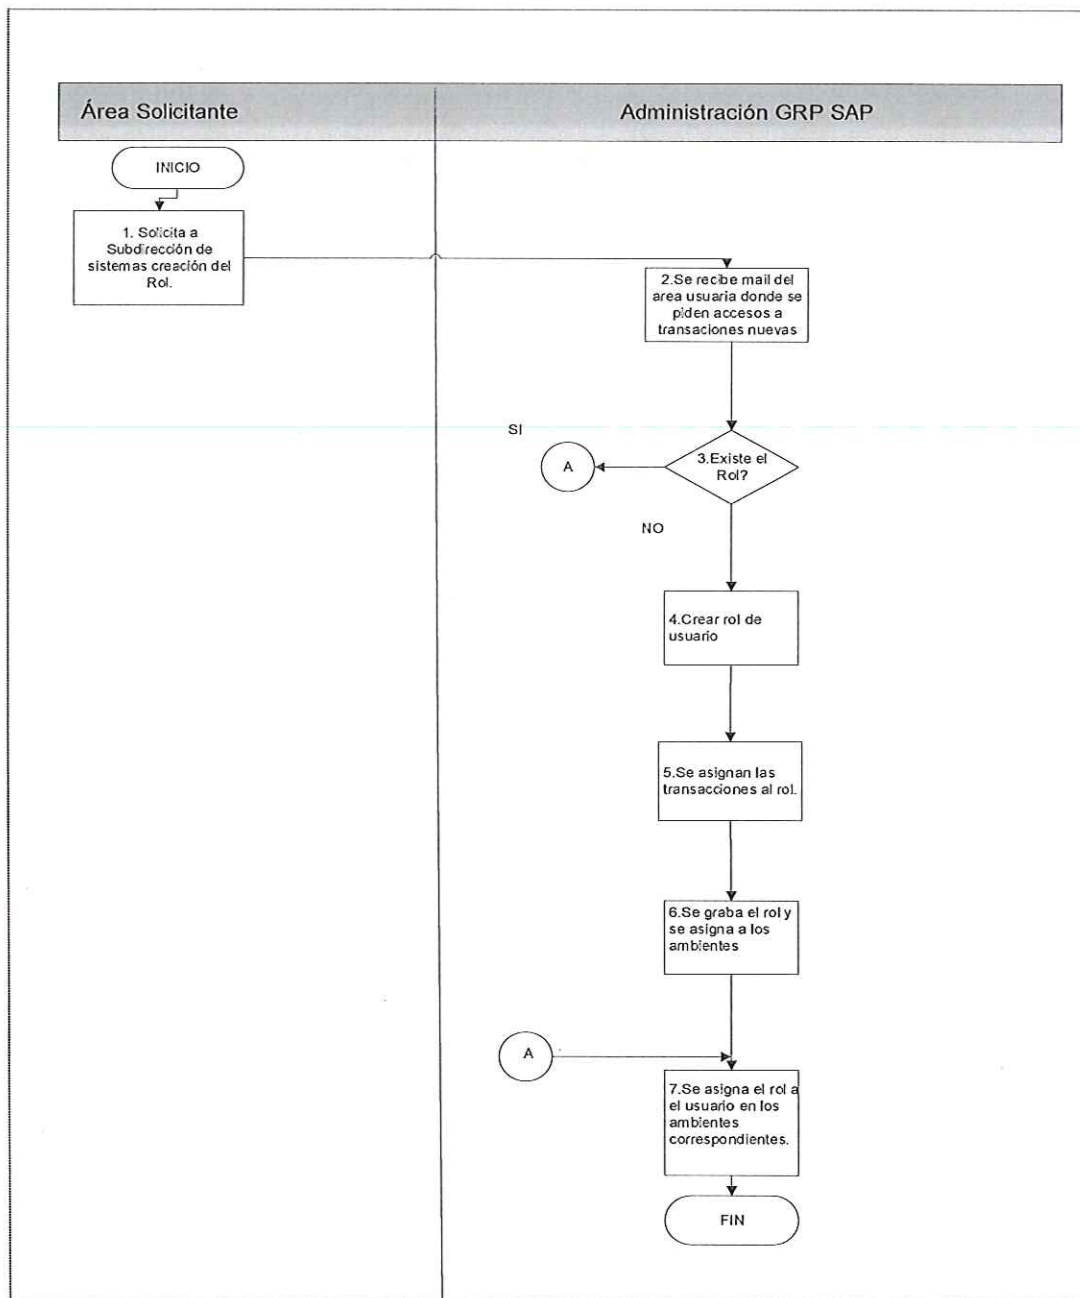 Área Solicitante
Administración GRP SAP
INICIO
1. Solicita a
Subdirección de
sistemas creación del
Rol.
2.Se recibe mail del
area usuaria donde se
piden accesos a
transaciones nuevas
SI
A
3.Existe el
Rol?
NO
4.Crear rol de
usuario
5.Se asignan las
transacciones al rol.
6.Se graba el rol y
se asigna a los
ambientes
A
7.Se asigna el rol a
el usuario en los
ambientes
correspondientes.
FIN